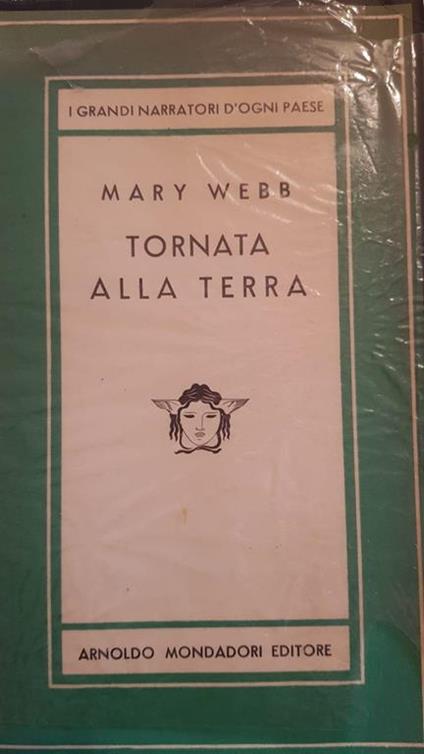 I GRANDI NARRATORI D'OGNI PAESE
MARY WEBB
TORNATA
ALLA TERRA
ARNOLDO MONDADORI EDITORE